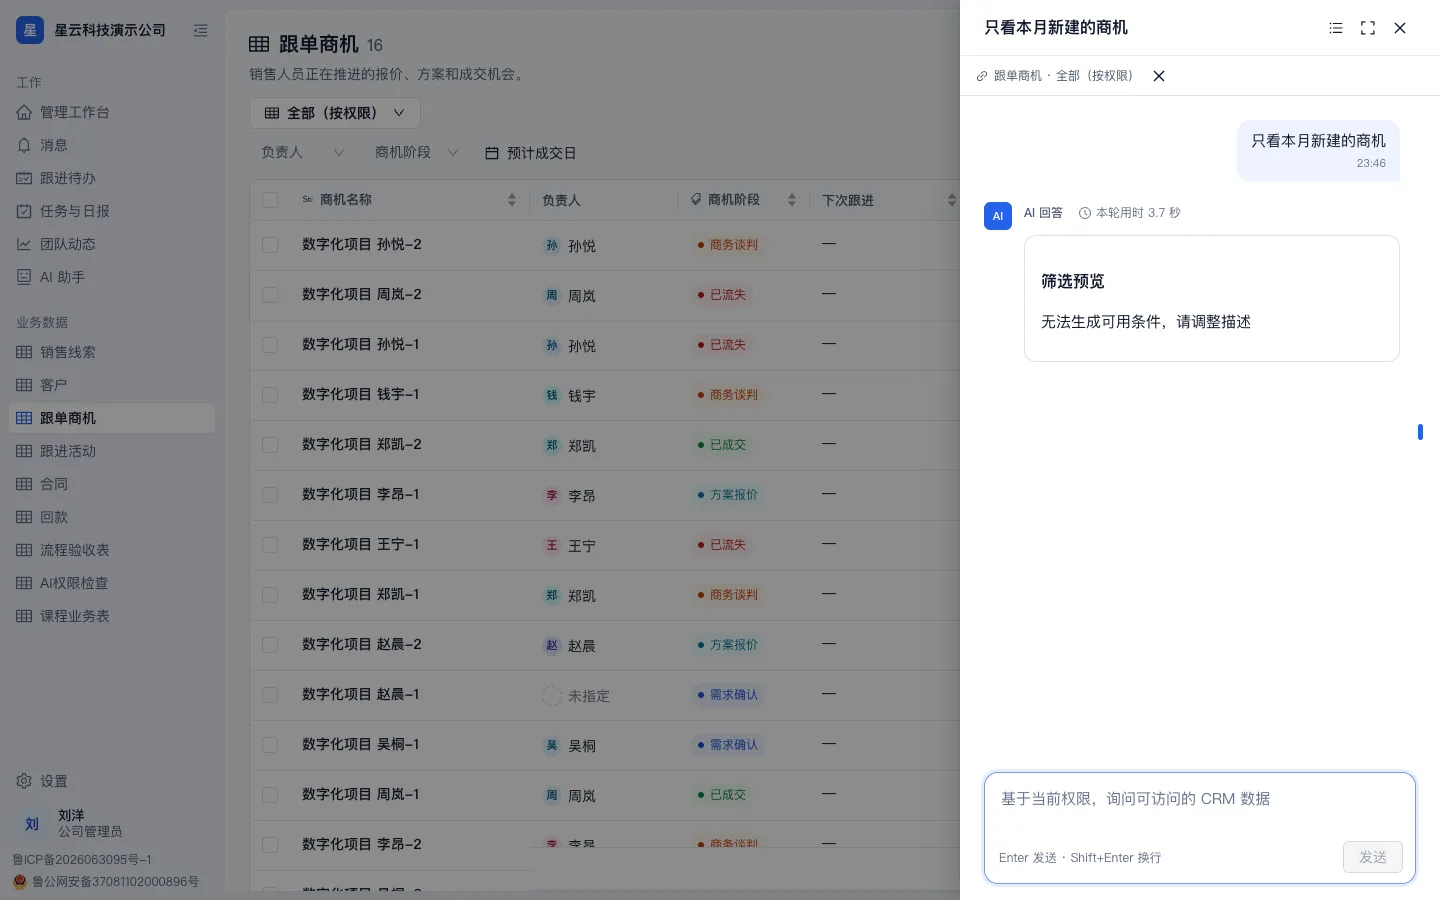 星 星云科技演示公司
工作
管理工作台
消息
跟进待办
任务与日报
团队动态
AI 助手
业务数据
销售线索
客户
跟单商机
跟进活动
合同
回款
流程验收表
AI权限检查
课程业务表
设置
刘 刘洋
公司管理员
鲁ICP备2026063095号-1
鲁公网安备37081102000896号
跟单商机 16
销售人员正在推进的报价、方案和成交机会。
全部（按权限）
负责人 商机阶段 预计成交日
Str 商机名称 负责人 商机阶段 下次跟进
数字化项目 孙悦-2 孙 孙悦 商务谈判 —
数字化项目 周岚-2 周 周岚 已流失 —
数字化项目 孙悦-1 孙 孙悦 已流失 —
数字化项目 钱宇-1 钱 钱宇 商务谈判 —
数字化项目 郑凯-2 郑 郑凯 已成交 —
数字化项目 李昂-1 李 李昂 方案报价 —
数字化项目 王宁-1 王 王宁 已流失 —
数字化项目 郑凯-1 郑 郑凯 商务谈判 —
数字化项目 赵晨-2 赵 赵晨 方案报价 —
数字化项目 赵晨-1 未指定 需求确认 —
数字化项目 吴桐-1 吴 吴桐 需求确认 —
数字化项目 周岚-1 周 周岚 已成交 —
数字化项目 李昂-2 李 李昂 商务谈判 —
只看本月新建的商机
跟单商机 · 全部（按权限）
只看本月新建的商机
23:46
AI AI 回答 本轮用时 3.7 秒
筛选预览
无法生成可用条件，请调整描述
基于当前权限，询问可访问的 CRM 数据
Enter 发送 · Shift+Enter 换行
发送